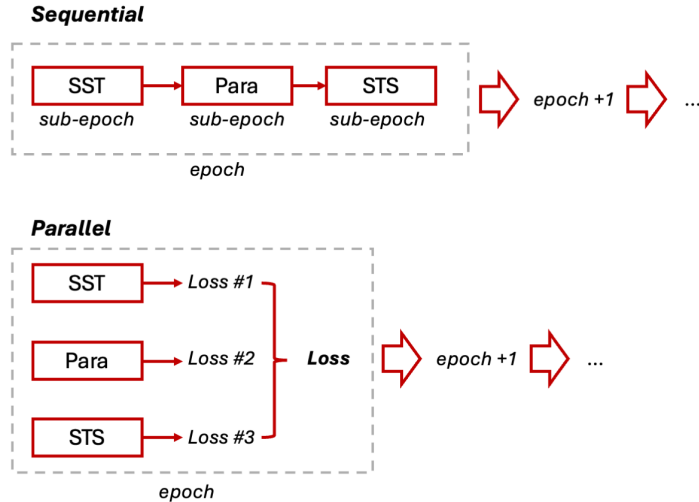 Sequential
SST Para STS
sub-epoch sub-epoch sub-epoch
epoch +1 ...
epoch
Parallel
SST Loss #1
Para Loss #2 Loss epoch +1 ...
STS Loss #3
epoch